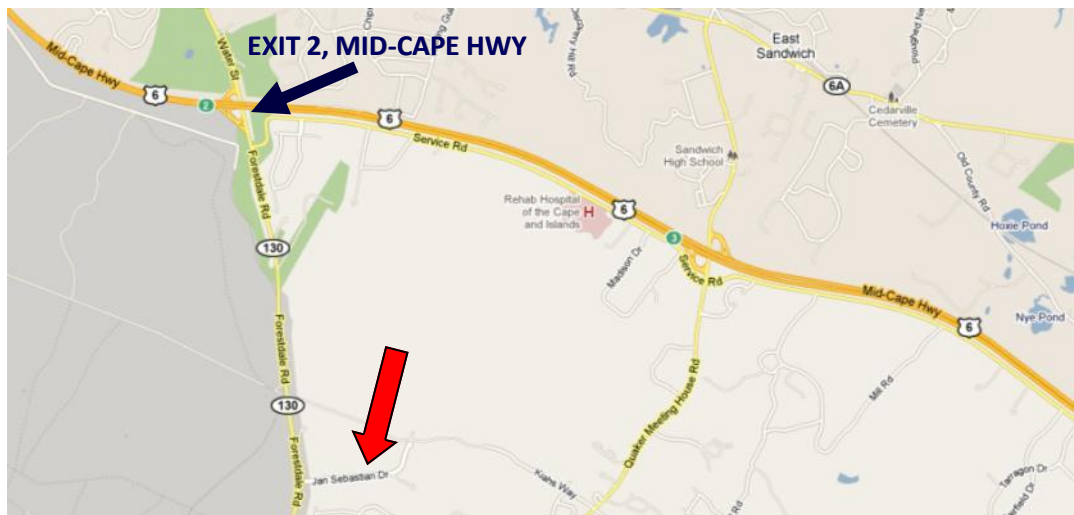 EXIT 2, MID-CAPE HWY
Mid-Cape Hwy
6
2
Water St
6
Service Rd
Forestdale Rd
130
Forestdale Rd
130
Forestdale Rd
Jan Sebastian Dr
Kiahs Way
East
Sandwich
6A
Cedarville
Cemetery
Old County Rd
Hoxie Pond
Nye Pond
Sandwich
High School
Rehab Hospital
of the Cape
and Islands
H
6
3
Madison Dr
Service Rd
Mid-Cape Hwy
6
Mill Rd
Quaker Meeting House Rd
Rd
Tarragon Dr